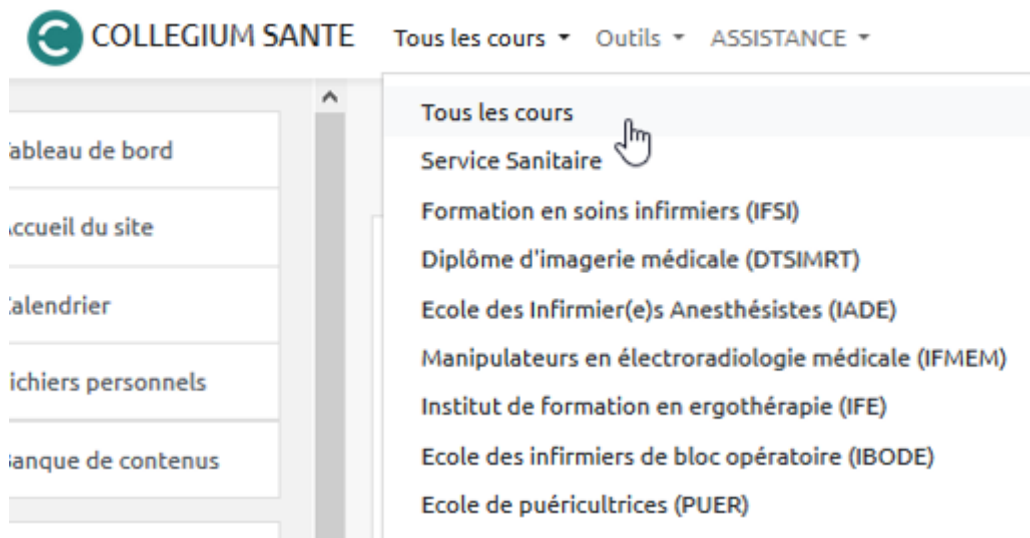 COLLEGIUM SANTE Tous les cours Outils ASSISTANCE
Tous les cours
Service Sanitaire
Formation en soins infirmiers (IFSI)
Diplôme d'imagerie médicale (DTSIMRT)
Ecole des Infirmier(e)s Anesthésistes (IADE)
Manipulateurs en électroradiologie médicale (IFMEM)
Institut de formation en ergothérapie (IFE)
Ecole des infirmiers de bloc opératoire (IBODE)
Ecole de puéricultrices (PUER)
ableau de bord
ccueil du site
alendrier
ichiers personnels
anque de contenus